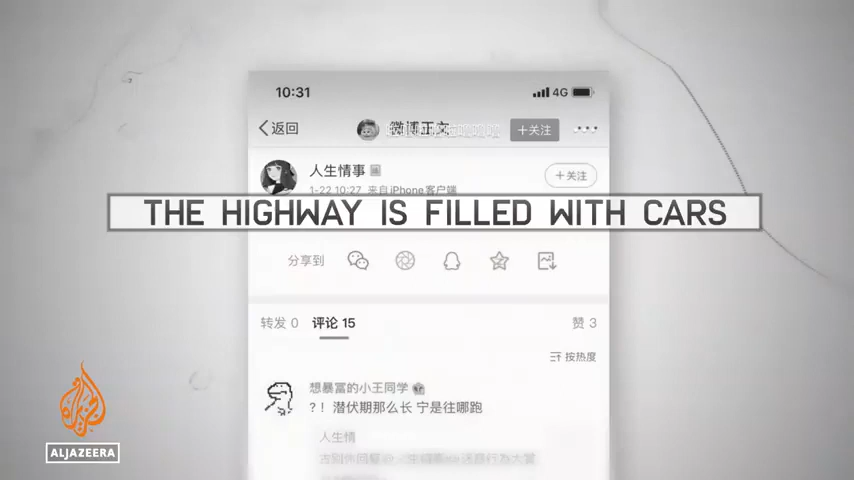 10:31
4G
返回
微博正文
+关注
人生情事
+关注
1-22 10:27 来自iPhone客户端
THE HIGHWAY IS FILLED WITH CARS
分享到
转发 0 评论 15 赞 3
按热度
想暴富的小王同学
?! 潜伏期那么长 宁是往哪跑
人生情
ALJAZEERA